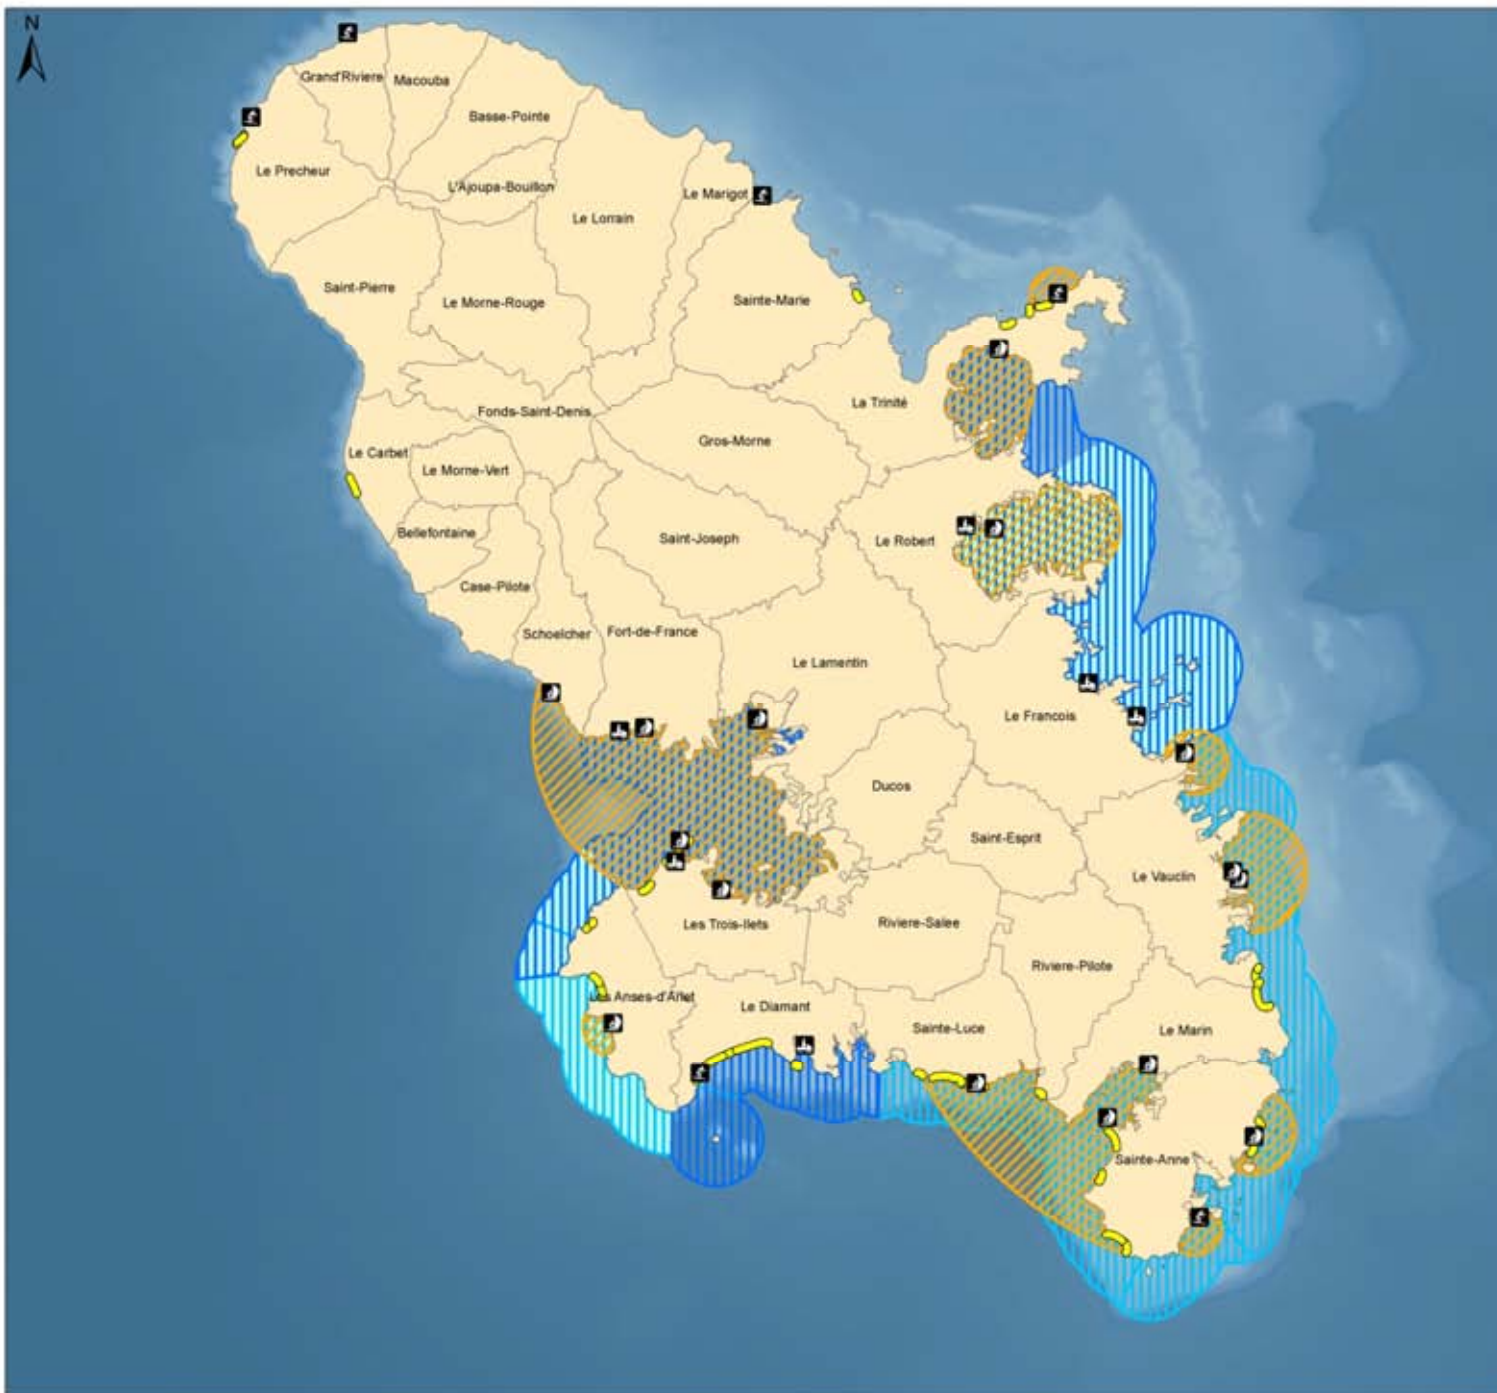 N
Grand'Riviere
Macouba
Basse-Pointe
Le Precheur
L'Ajoupa-Bouillon
Le Marigot
Le Lorrain
Saint-Pierre
Le Morne-Rouge
Sainte-Marie
La Trinité
Fonds-Saint-Denis
Gros-Morne
Le Carbet
Le Morne-Vert
Bellefontaine
Saint-Joseph
Le Robert
Case-Pilote
Schoelcher
Fort-de-France
Le Lamentin
Le Francois
Ducos
Saint-Esprit
Le Vauclin
Les Trois-Ilets
Riviere-Salee
Riviere-Pilote
Les Anses-d'Arlet
Le Diamant
Sainte-Luce
Le Marin
Sainte-Anne